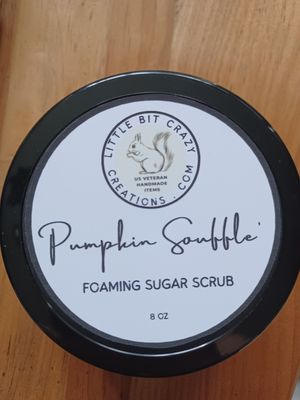 LITTLE BIT CRAZY
CREATIONS.COM
US VETERAN
HANDMADE
ITEMS
Pumpkin Souffle'
FOAMING SUGAR SCRUB
8 OZ